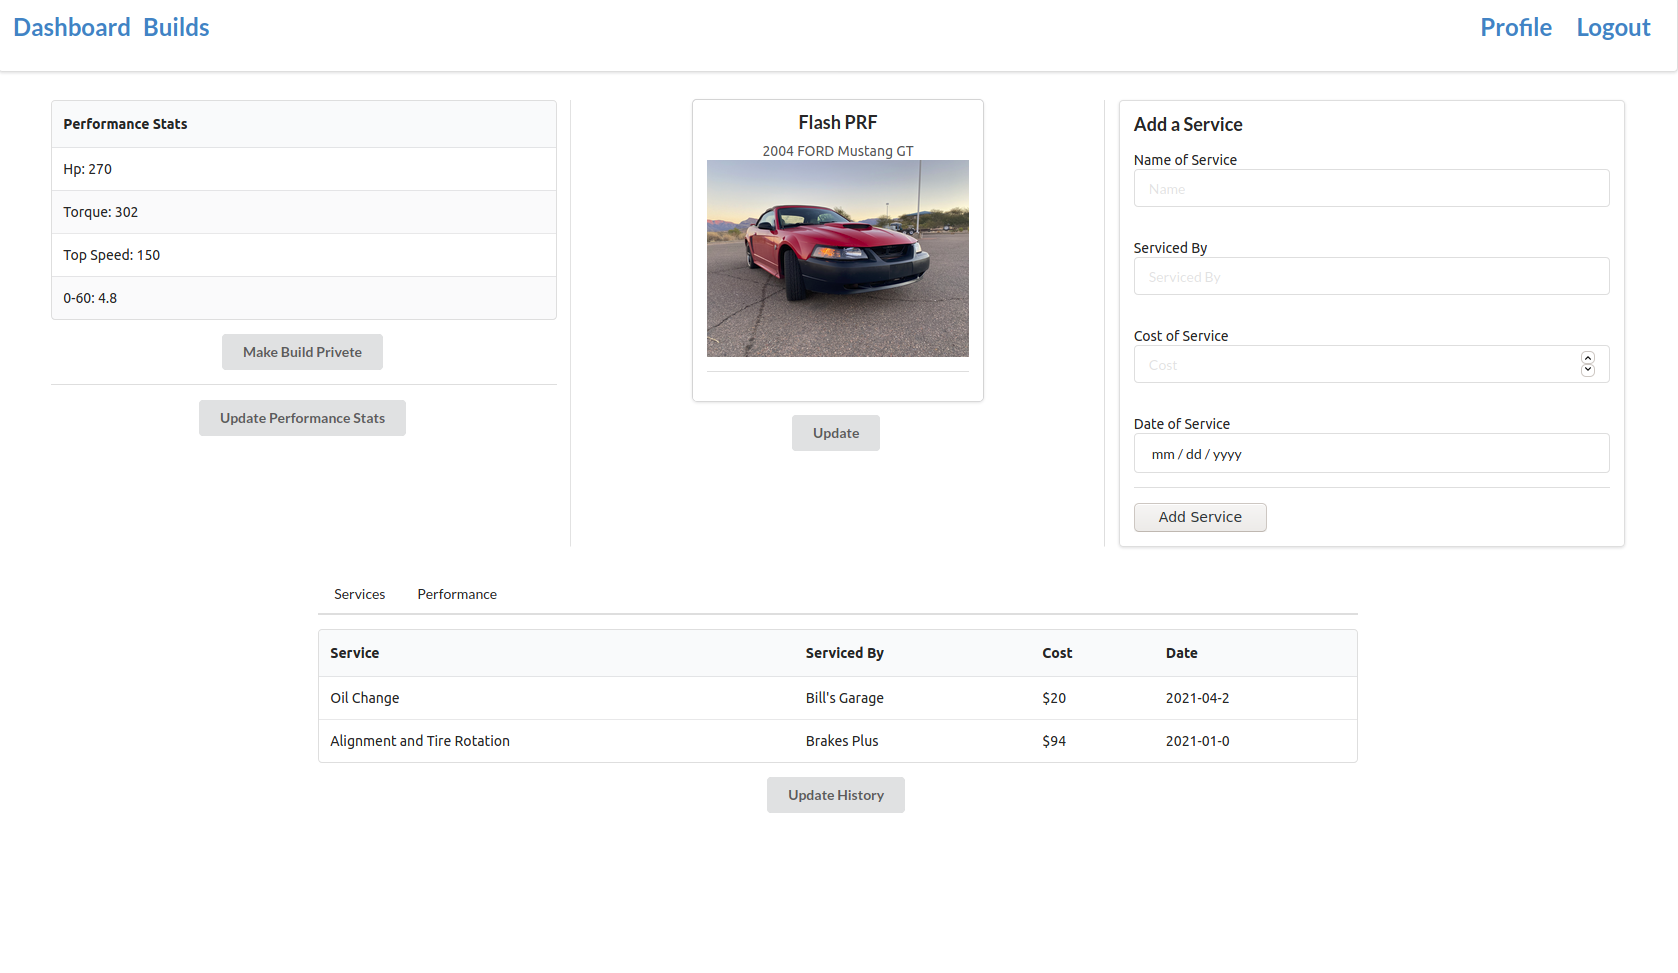 Dashboard Builds Profile Logout
Performance Stats
Hp: 270
Torque: 302
Top Speed: 150
0-60: 4.8
Make Build Privete
Update Performance Stats
Flash PRF
2004 FORD Mustang GT
Update
Add a Service
Name of Service
Name
Serviced By
Serviced By
Cost of Service
Cost
Date of Service
mm / dd / yyyy
Add Service
Services Performance
Service Serviced By Cost Date
Oil Change Bill's Garage $20 2021-04-2
Alignment and Tire Rotation Brakes Plus $94 2021-01-0
Update History